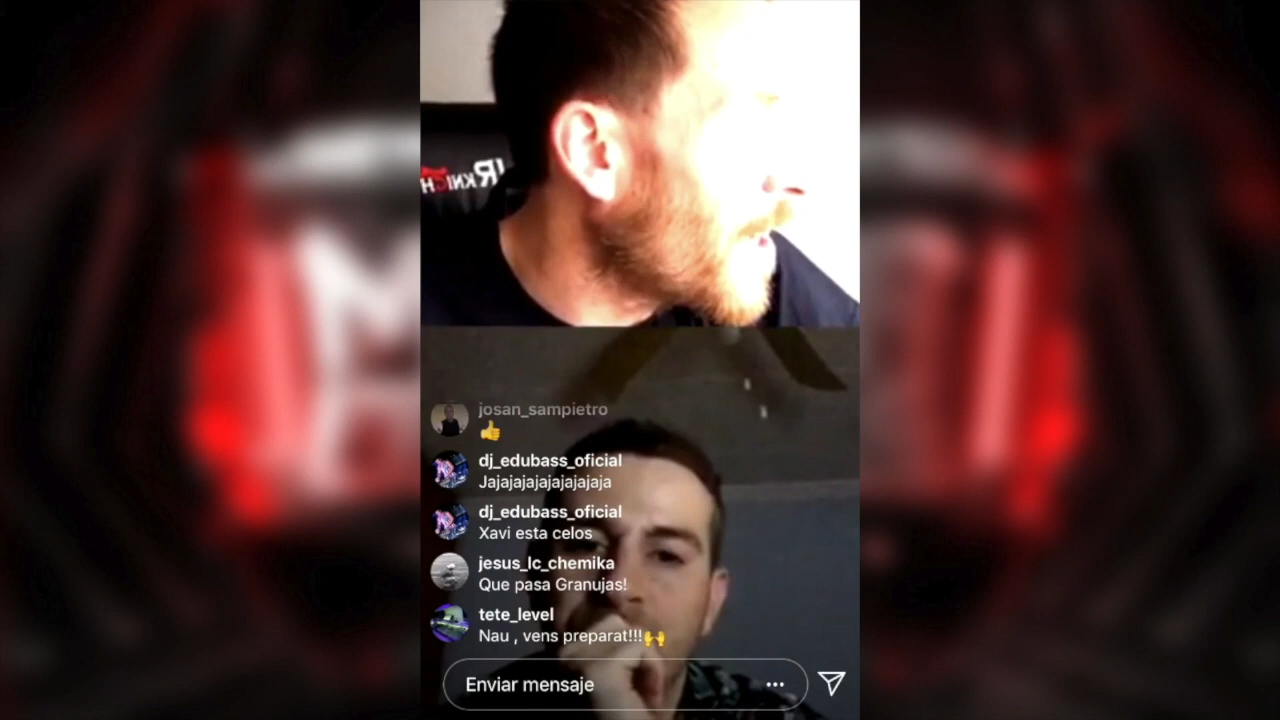 josan_sampietro
👍
dj_edubass_oficial
Jajajajajajajajaja
dj_edubass_oficial
Xavi esta celos
jesus_lc_chemika
Que pasa Granujas!
tete_level
Nau , vens preparat!!!🙌
Enviar mensaje